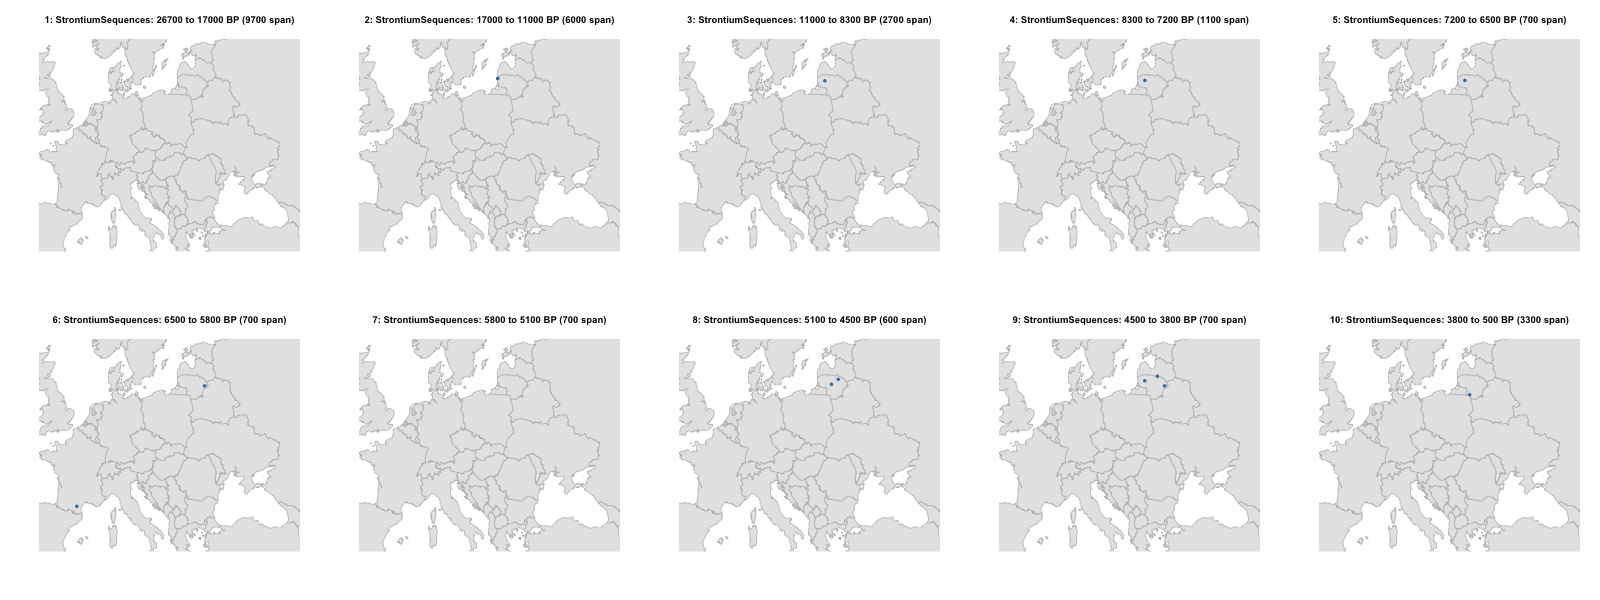 1: StrontiumSequences: 26700 to 17000 BP (9700 span)
2: StrontiumSequences: 17000 to 11000 BP (6000 span)
3: StrontiumSequences: 11000 to 8300 BP (2700 span)
4: StrontiumSequences: 8300 to 7200 BP (1100 span)
5: StrontiumSequences: 7200 to 6500 BP (700 span)
6: StrontiumSequences: 6500 to 5800 BP (700 span)
7: StrontiumSequences: 5800 to 5100 BP (700 span)
8: StrontiumSequences: 5100 to 4500 BP (600 span)
9: StrontiumSequences: 4500 to 3800 BP (700 span)
10: StrontiumSequences: 3800 to 500 BP (3300 span)